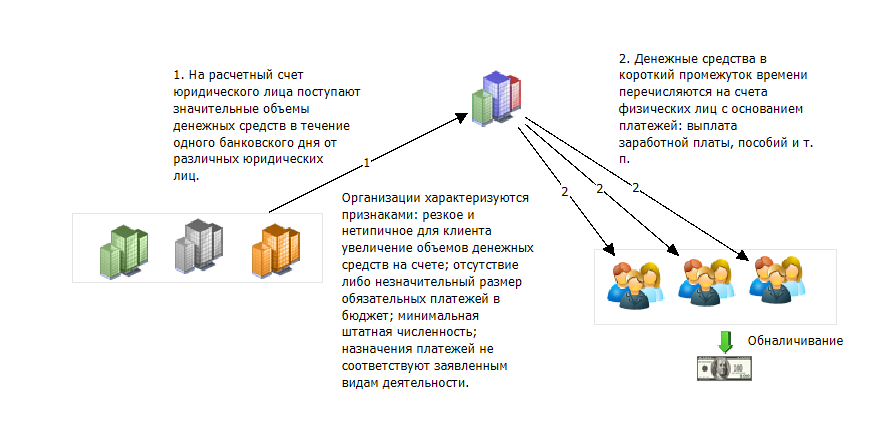 1. На расчетный счет
юридического лица поступают
значительные объемы
денежных средств в течение
одного банковского дня от
различных юридических
лиц.
2. Денежные средства в
короткий промежуток времени
перечисляются на счета
физических лиц с основанием
платежей: выплата
заработной платы, пособий и т.
п.
1
Организации характеризуются
признаками: резкое и
нетипичное для клиента
увеличение объемов денежных
средств на счете; отсутствие
либо незначительный размер
обязательных платежей в
бюджет; минимальная
штатная численность;
назначения платежей не
соответствуют заявленным
видам деятельности.
2
2
2
Обналичивание
100